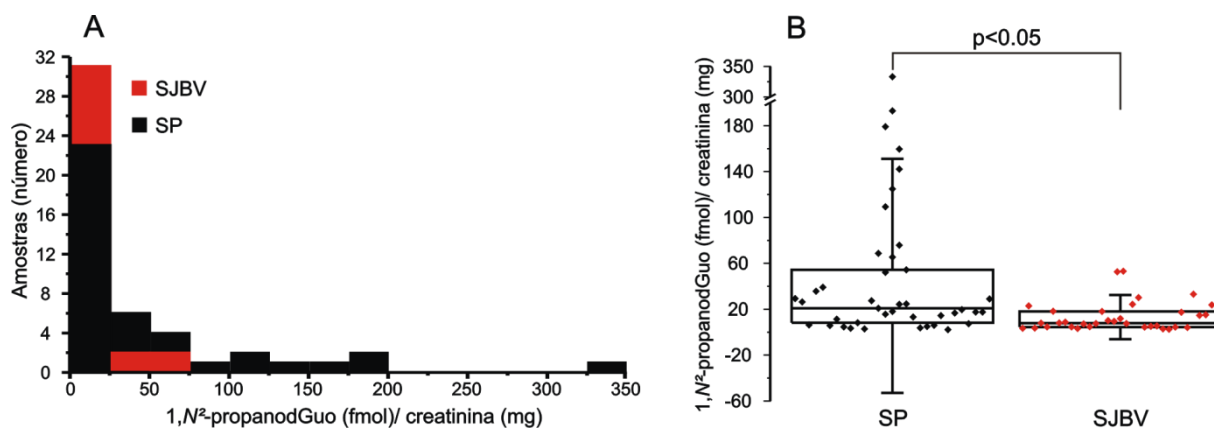 A
Amostras (número)
32
28
24
20
16
12
8
4
0
SJBV
SP
0 50 100 150 200 250 300 350
1,N²-propanodGuo (fmol)/ creatinina (mg)
B
p<0.05
1,N²-propanodGuo (fmol)/ creatinina (mg)
350
300
180
140
100
60
20
-20
-60
SP SJBV